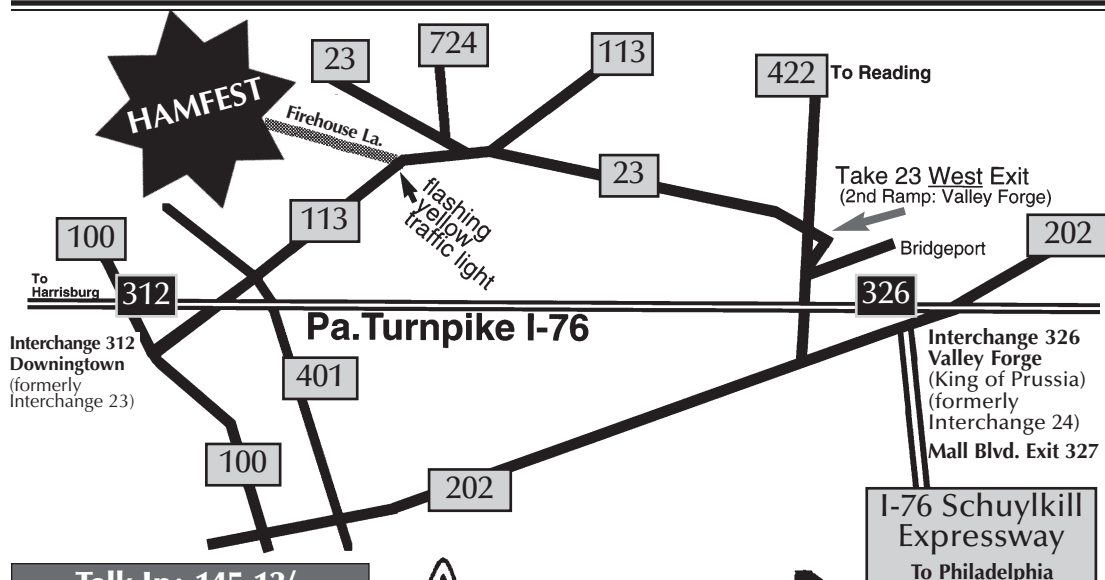 HAMFEST
Firehouse La.
23
724
113
422
To Reading
23
Take 23 West Exit
(2nd Ramp: Valley Forge)
flashing
yellow
traffic light
113
100
202
Bridgeport
To
Harrisburg
312
326
Pa.Turnpike I-76
Interchange 312
Downingtown
(formerly
Interchange 23)
401
Interchange 326
Valley Forge
(King of Prussia)
(formerly
Interchange 24)
Mall Blvd. Exit 327
100
202
I-76 Schuylkill
Expressway
To Philadelphia